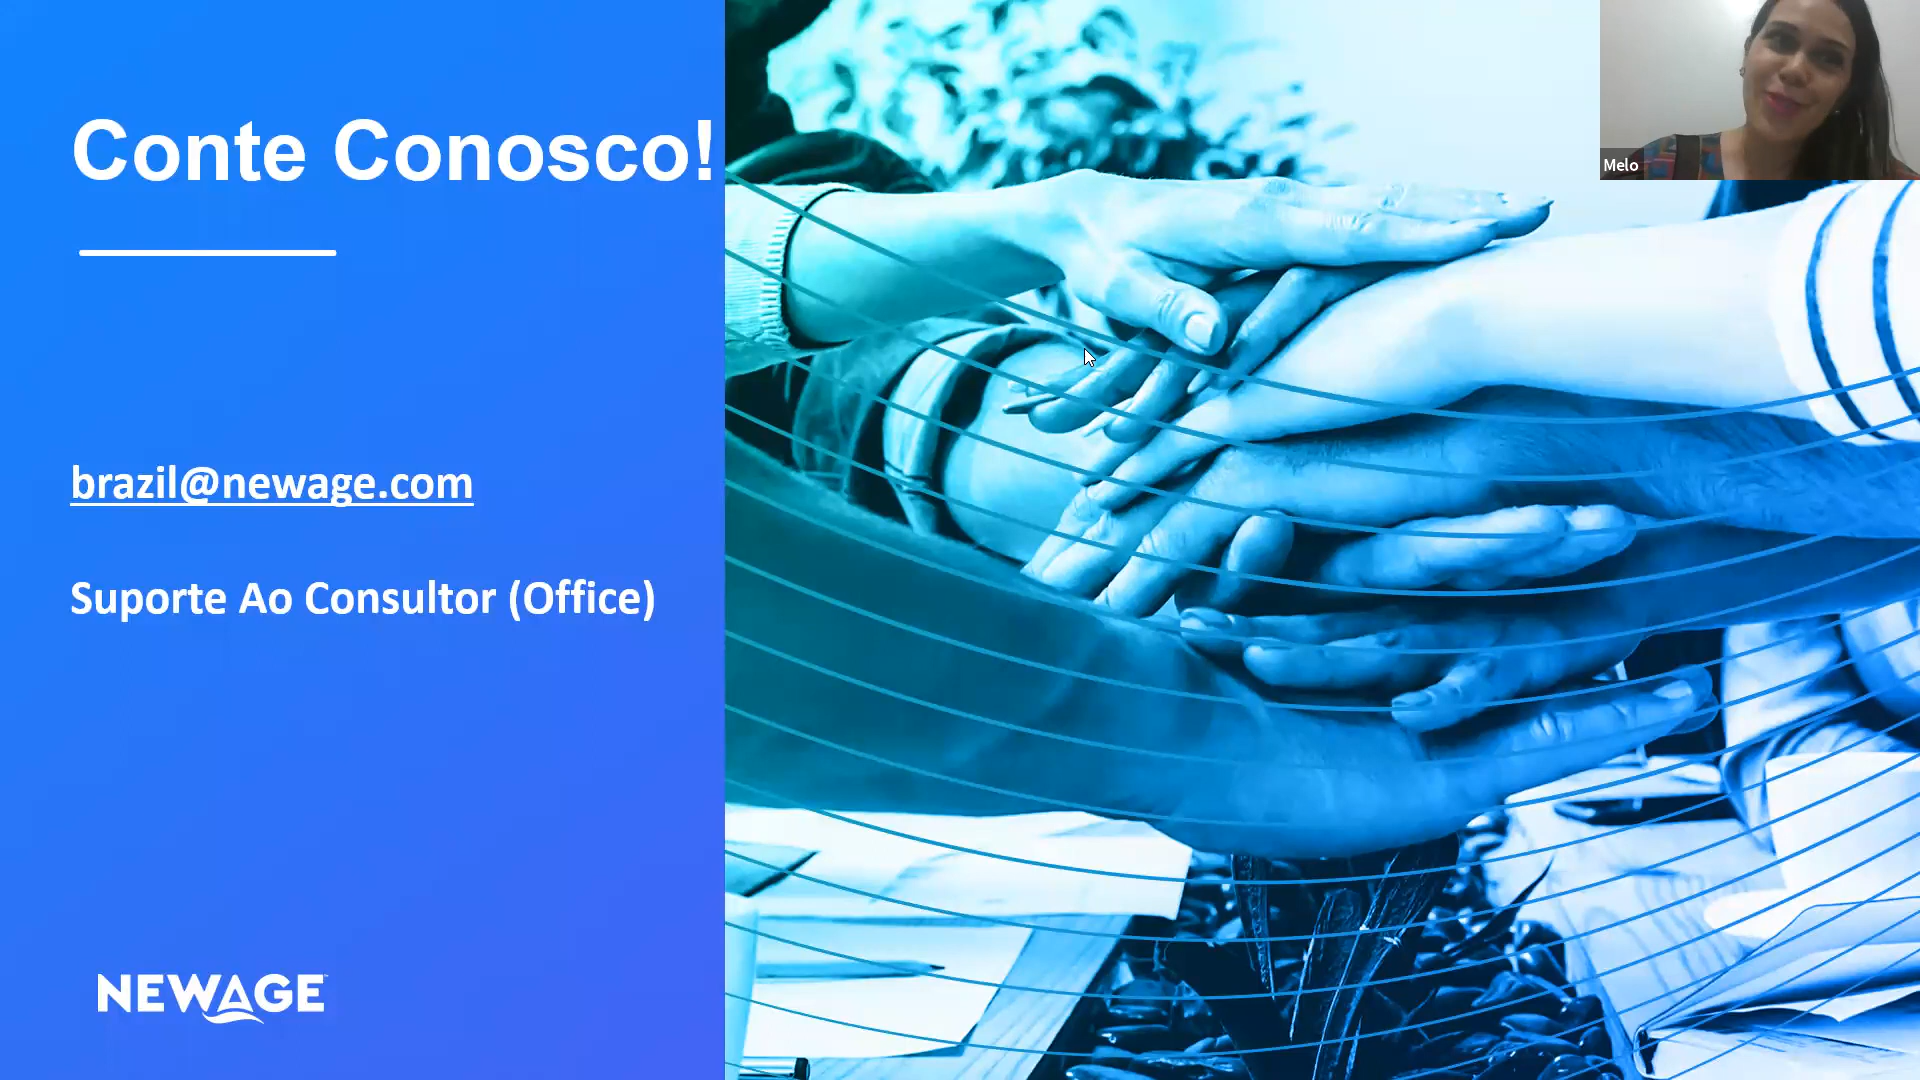 Conte Conosco!
brazil@newage.com
Suporte Ao Consultor (Office)
NEWAGE
Melo